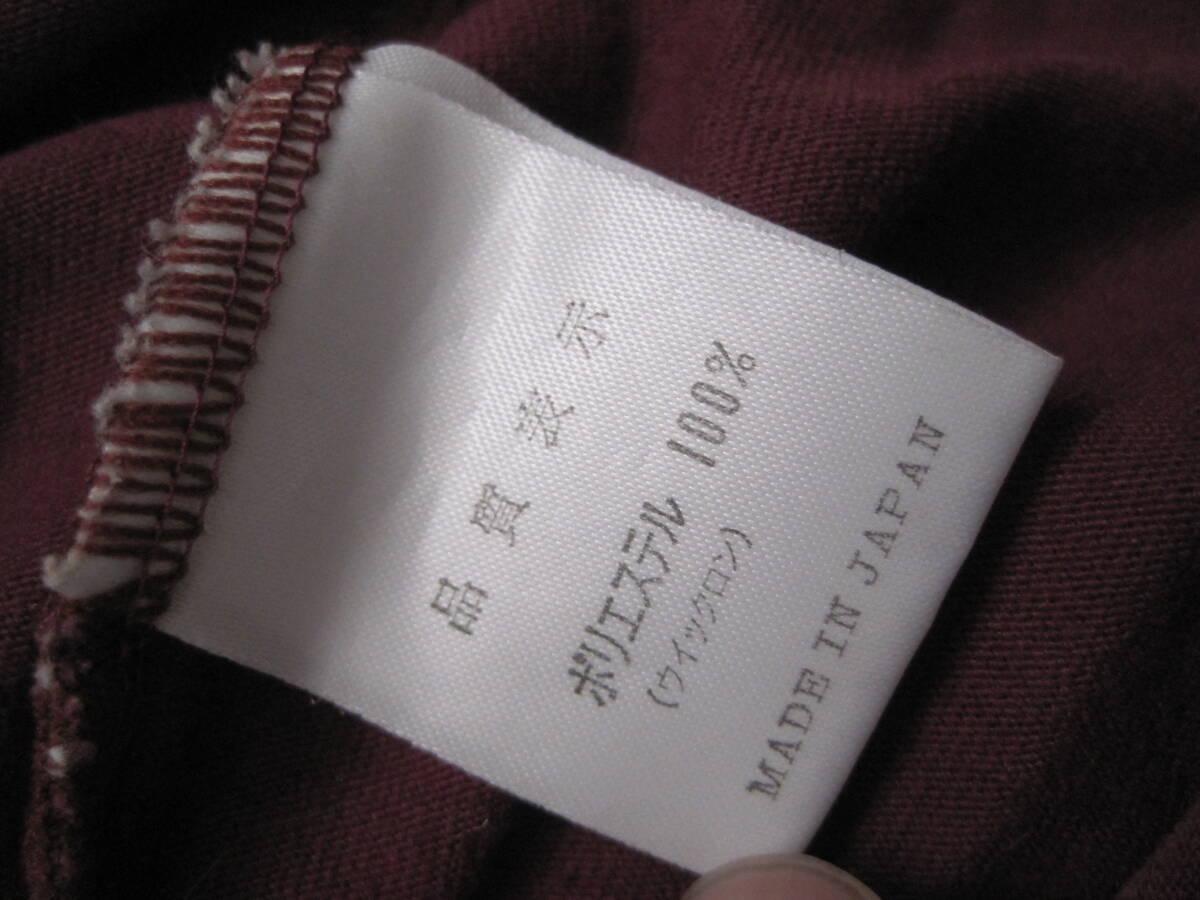 品質表示
ポリエステル 100%
(ウイックロン)
MADE IN JAPAN